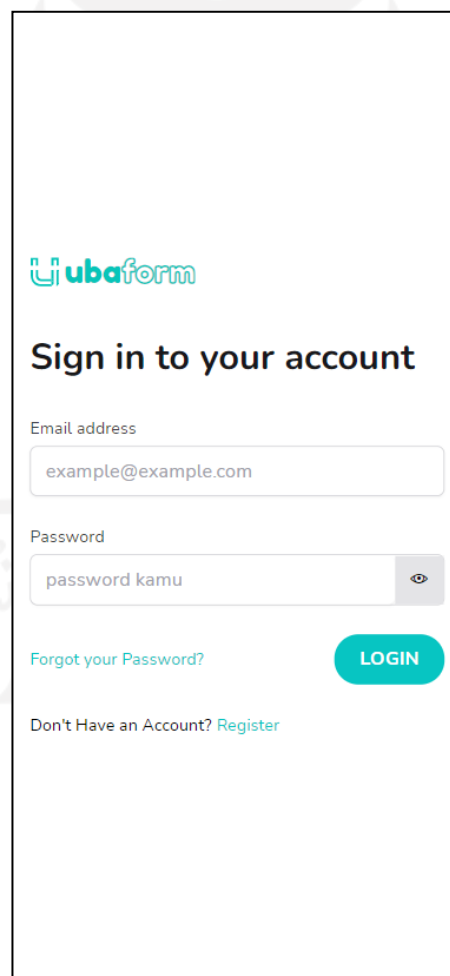 ubaform
Sign in to your account
Email address
example@example.com
Password
password kamu
Forgot your Password? LOGIN
Don't Have an Account? Register